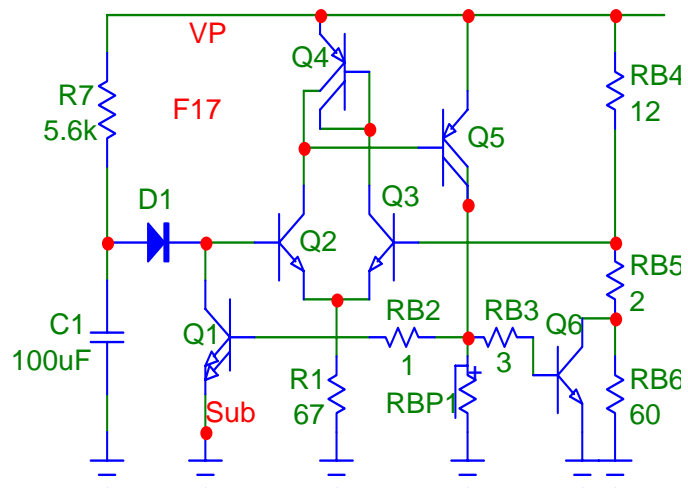 VP
Q4
R7
5.6k
F17
RB4
12
Q5
D1
Q3
Q2
RB5
2
C1
100uF
Q1
RB2
1
RB3
3
Q6
R1
67
RBP1
RB6
60
Sub